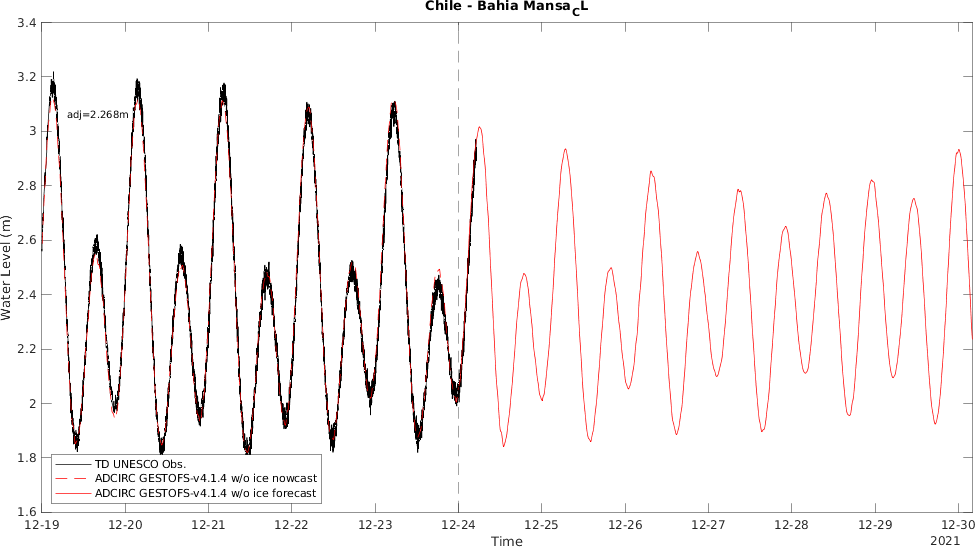 Chile - Bahia MansaCL
3.4
3.2
3
2.8
2.6
2.4
2.2
2
1.8
1.6
Water Level (m)
adj=2.268m
TD UNESCO Obs.
ADCIRC GESTOFS-v4.1.4 w/o ice nowcast
ADCIRC GESTOFS-v4.1.4 w/o ice forecast
12-19 12-20 12-21 12-22 12-23 12-24 12-25 12-26 12-27 12-28 12-29 12-30
Time
2021